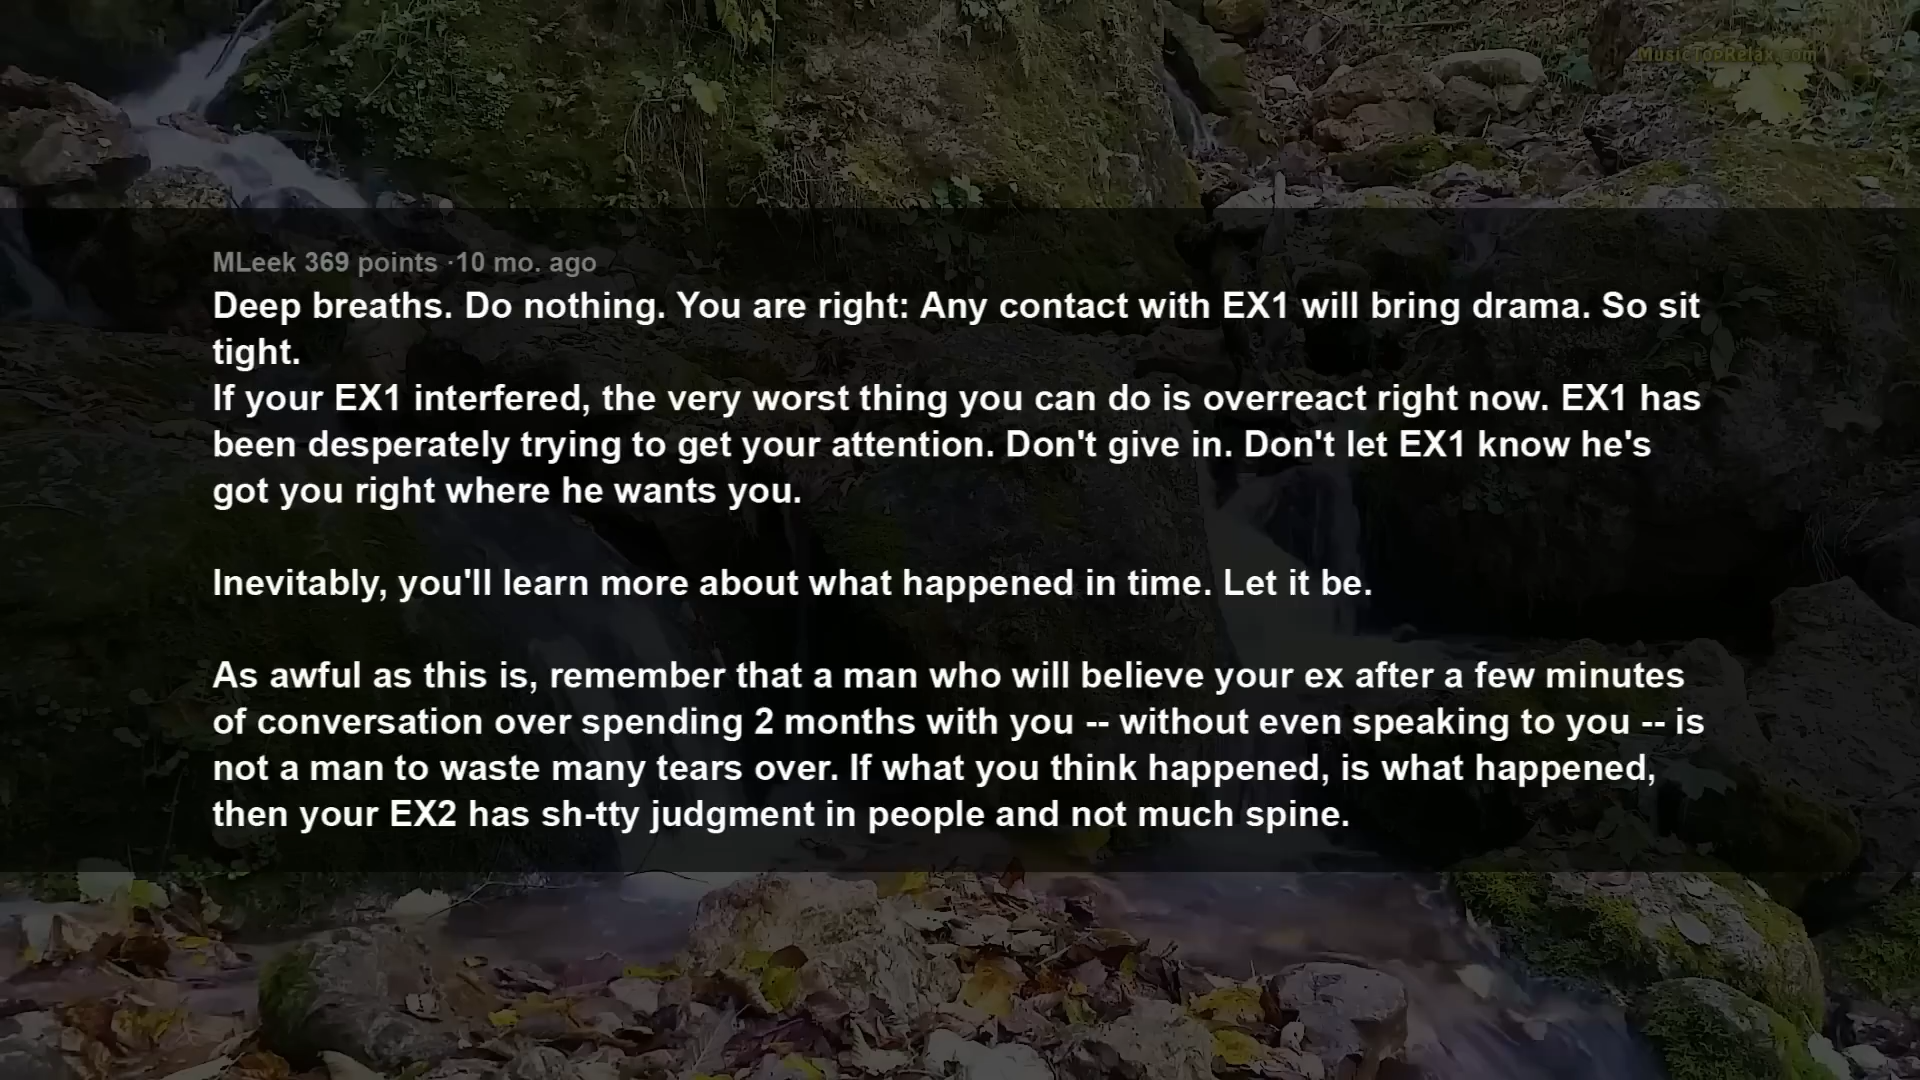 MusicTopRelax.com
MLeek 369 points ·10 mo. ago
Deep breaths. Do nothing. You are right: Any contact with EX1 will bring drama. So sit
tight.
If your EX1 interfered, the very worst thing you can do is overreact right now. EX1 has
been desperately trying to get your attention. Don't give in. Don't let EX1 know he's
got you right where he wants you.
Inevitably, you'll learn more about what happened in time. Let it be.
As awful as this is, remember that a man who will believe your ex after a few minutes
of conversation over spending 2 months with you -- without even speaking to you -- is
not a man to waste many tears over. If what you think happened, is what happened,
then your EX2 has sh-tty judgment in people and not much spine.